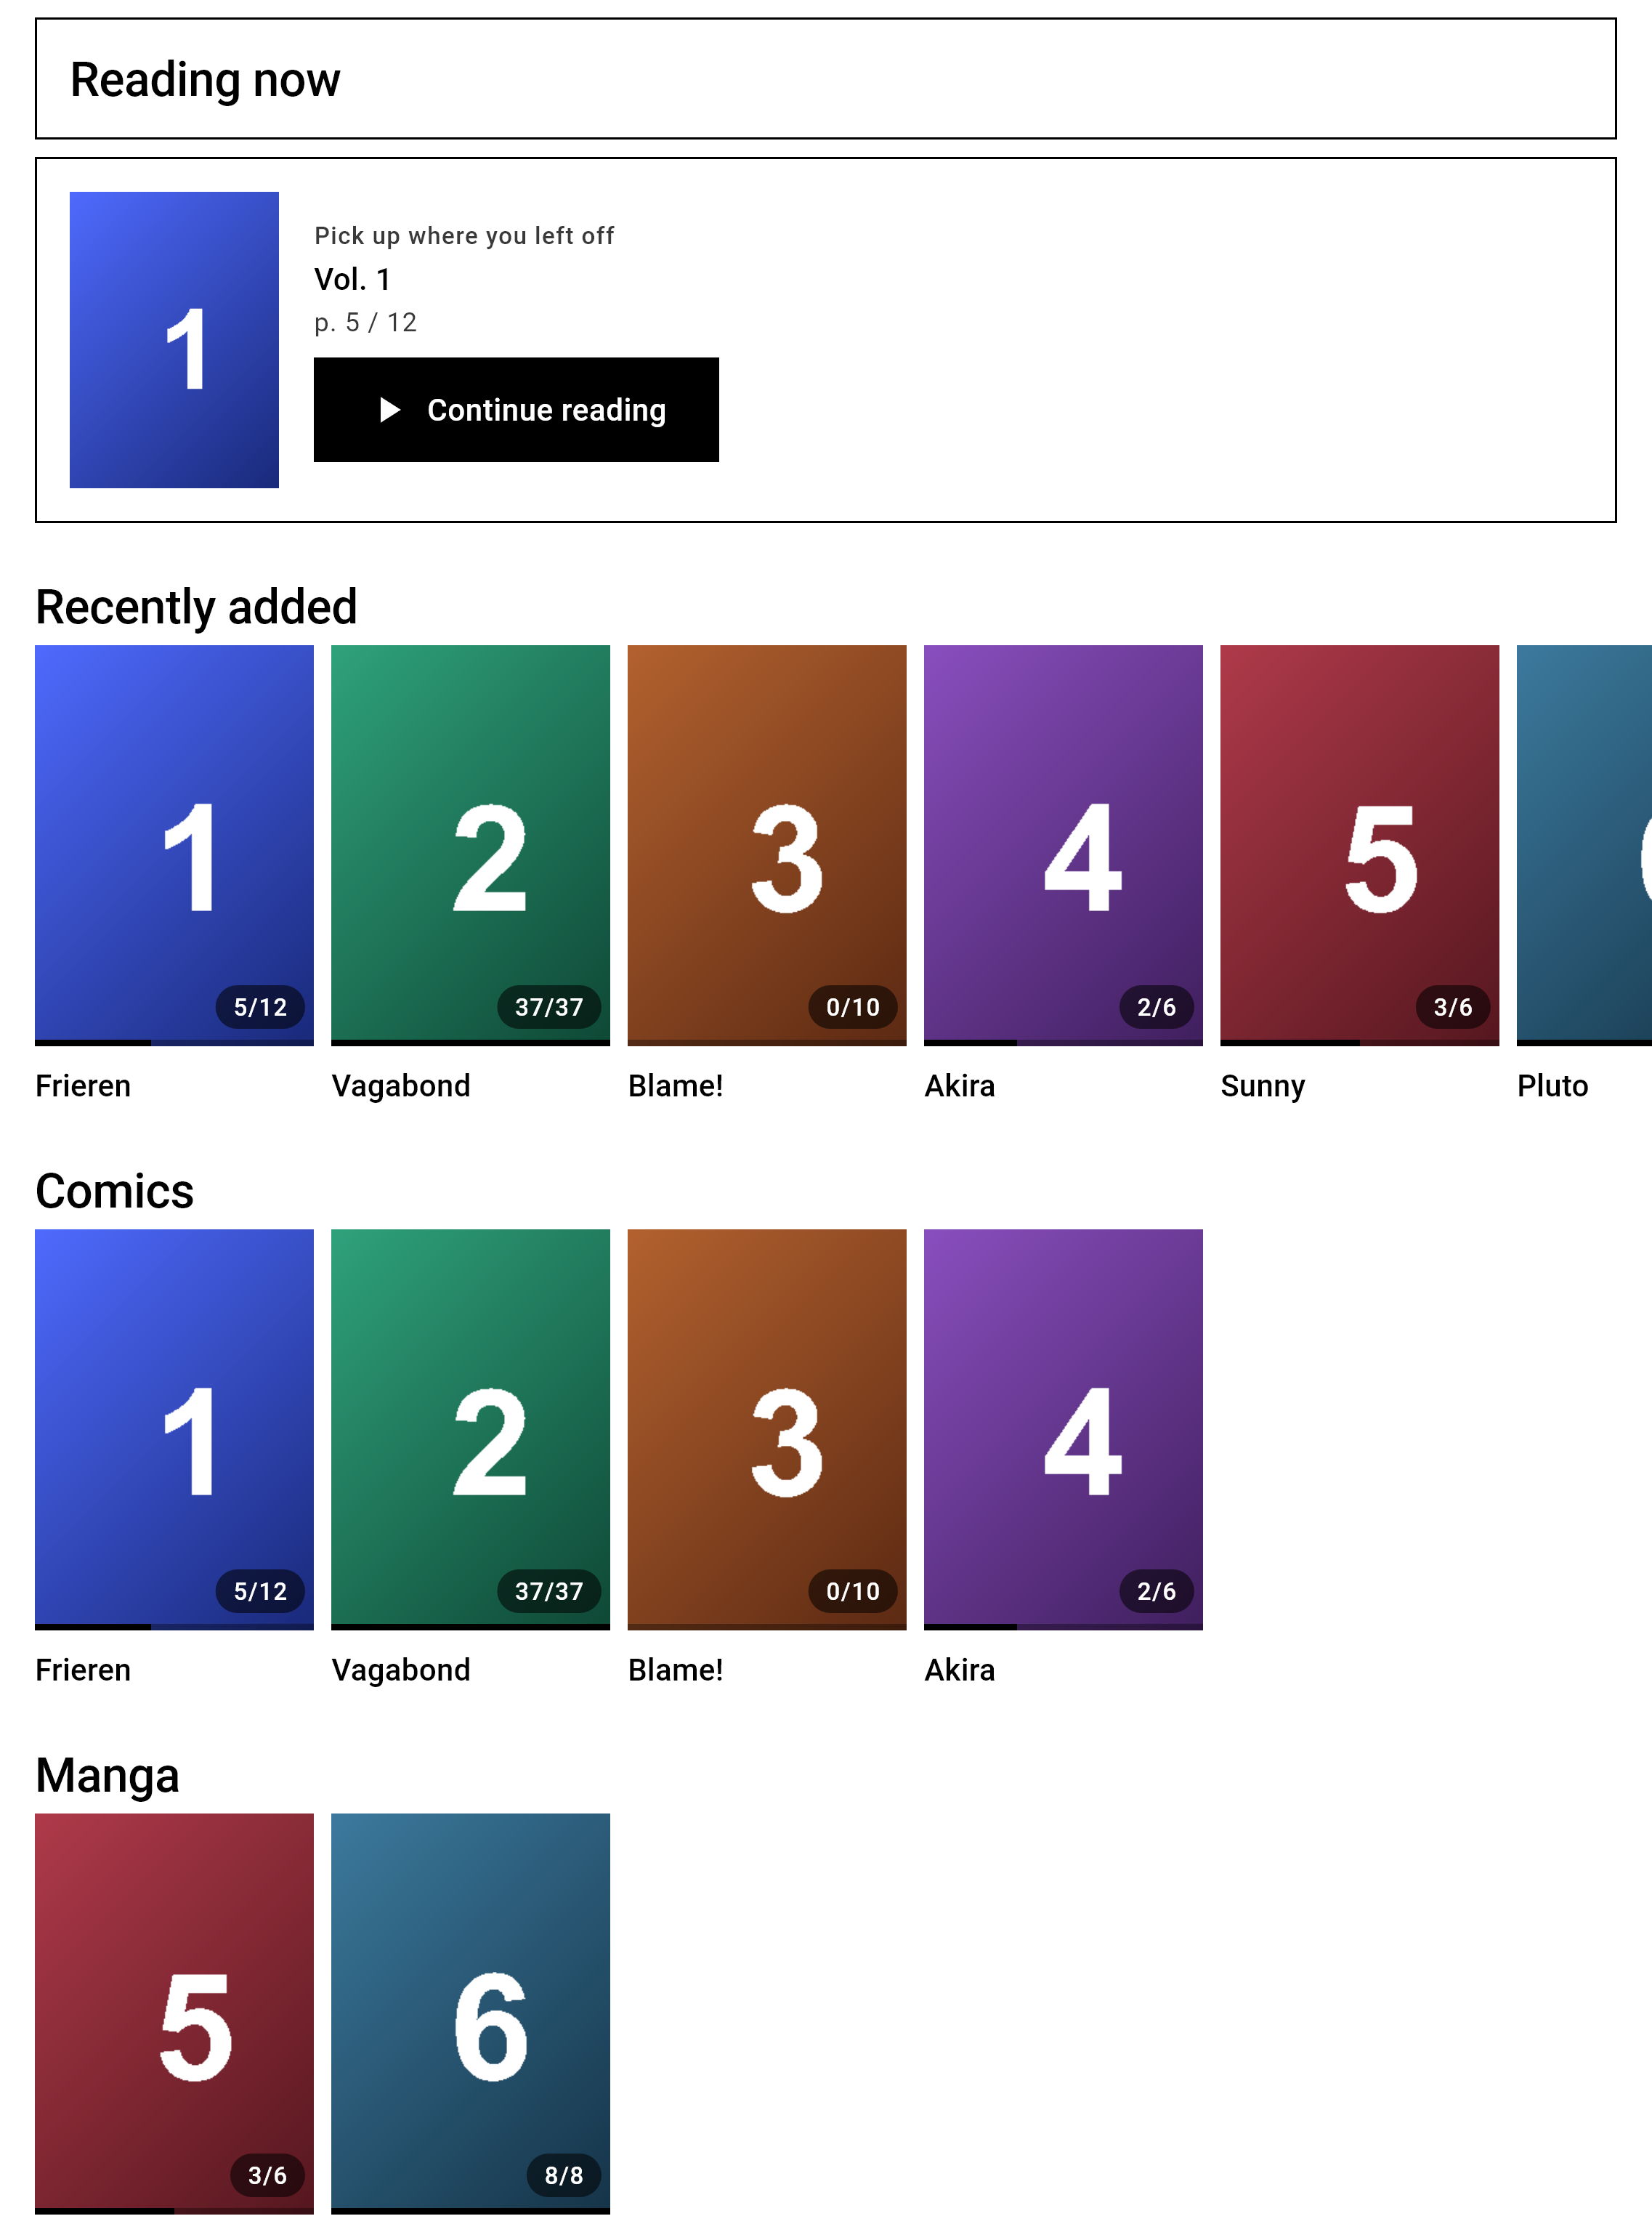 Reading now
1
Pick up where you left off
Vol. 1
p. 5 / 12
Continue reading
Recently added
1 2 3 4 5
5/12 37/37 0/10 2/6 3/6
Frieren Vagabond Blame! Akira Sunny Pluto
Comics
1 2 3 4
5/12 37/37 0/10 2/6
Frieren Vagabond Blame! Akira
Manga
5 6
3/6 8/8